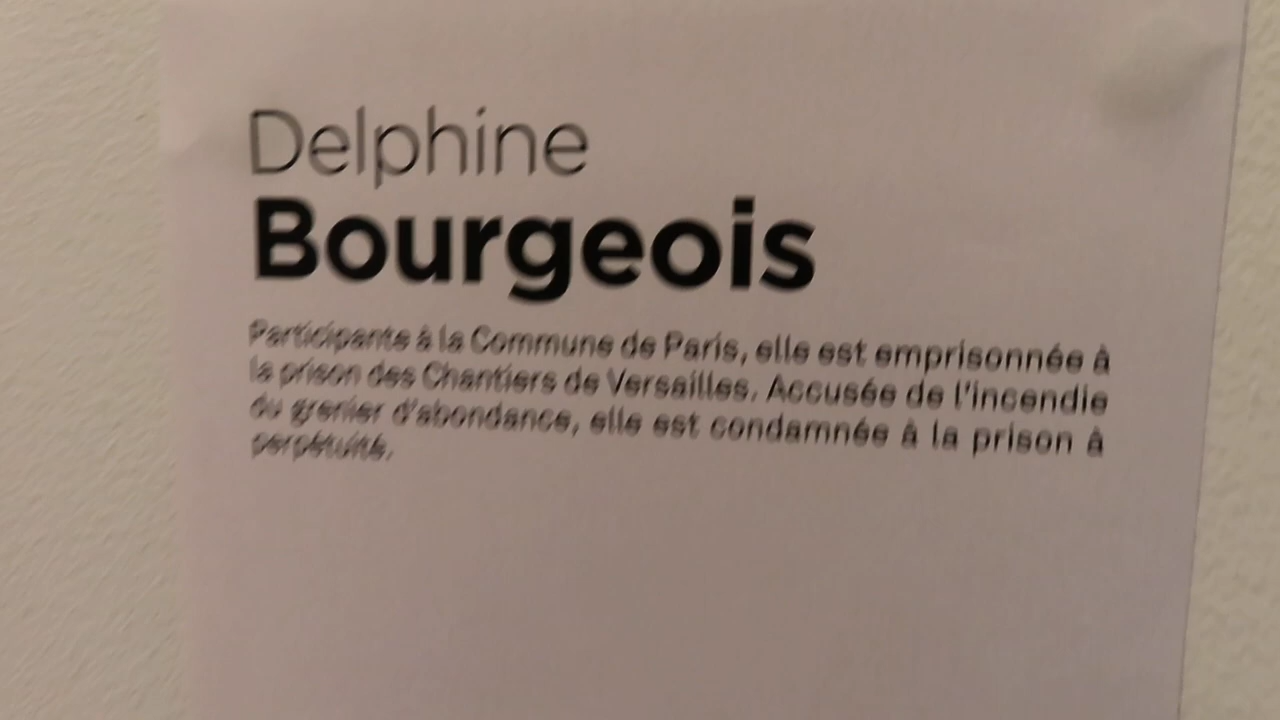 Delphine
Bourgeois
Participante à la Commune de Paris, elle est emprisonnée à
la prison des Chantiers de Versailles. Accusée de l'incendie
du grenier d'abondance, elle est condamnée à la prison à
perpétuité.